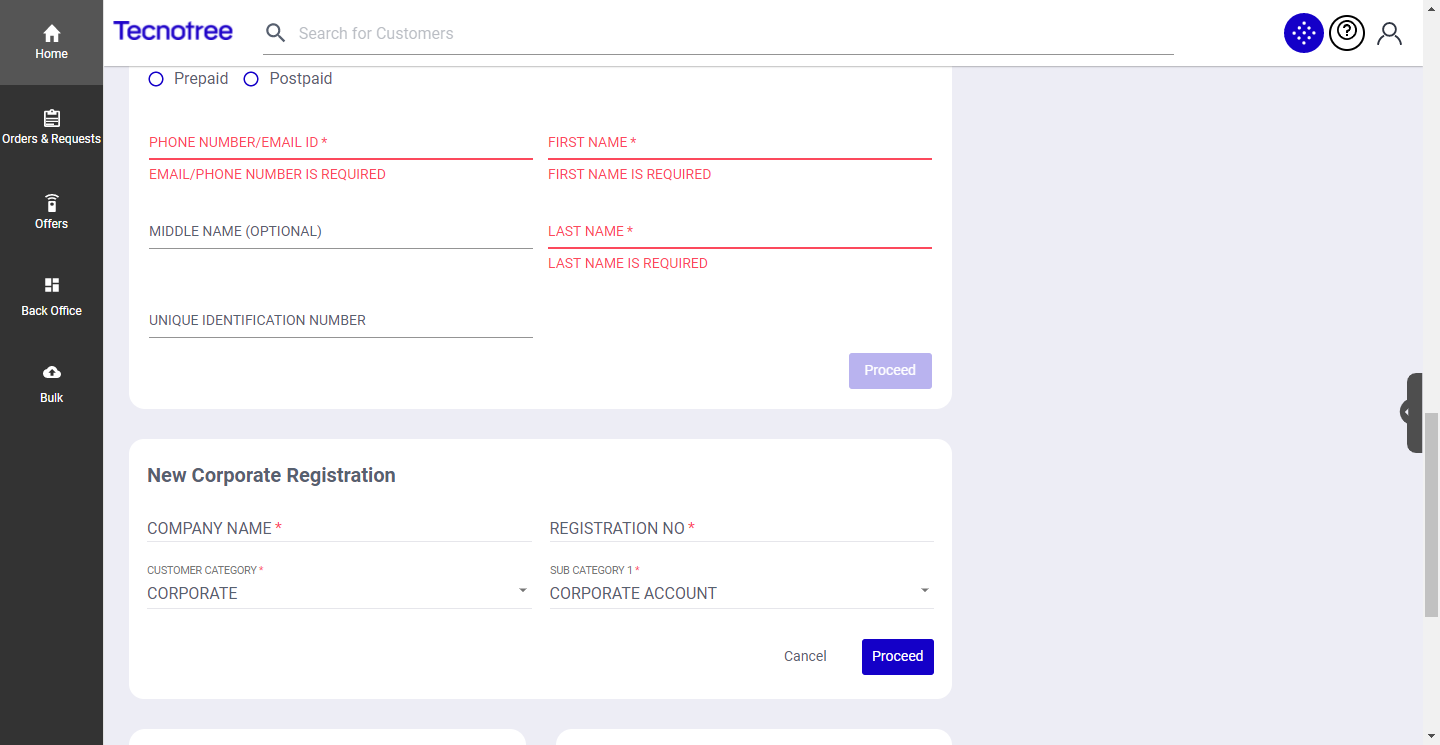 Home
Orders & Requests
Offers
Back Office
Bulk
Tecnotree
Search for Customers
Prepaid Postpaid
PHONE NUMBER/EMAIL ID * FIRST NAME *
EMAIL/PHONE NUMBER IS REQUIRED FIRST NAME IS REQUIRED
MIDDLE NAME (OPTIONAL) LAST NAME *
LAST NAME IS REQUIRED
UNIQUE IDENTIFICATION NUMBER
Proceed
New Corporate Registration
COMPANY NAME * REGISTRATION NO *
CUSTOMER CATEGORY * SUB CATEGORY 1 *
CORPORATE CORPORATE ACCOUNT
Cancel Proceed